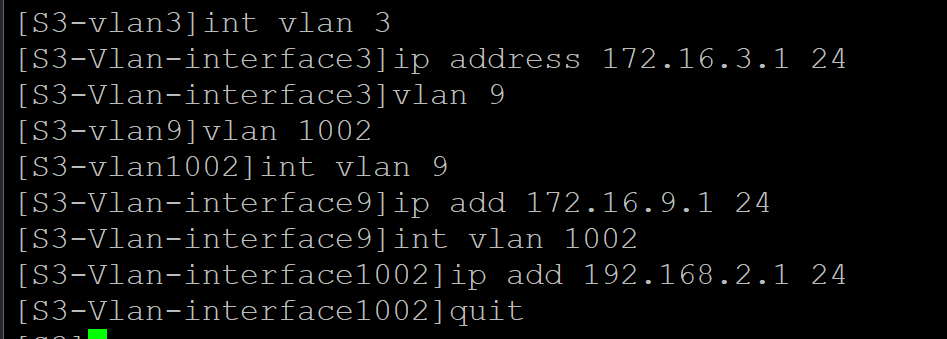 [S3-vlan3]int vlan 3
[S3-Vlan-interface3]ip address 172.16.3.1 24
[S3-Vlan-interface3]vlan 9
[S3-vlan9]vlan 1002
[S3-vlan1002]int vlan 9
[S3-Vlan-interface9]ip add 172.16.9.1 24
[S3-Vlan-interface9]int vlan 1002
[S3-Vlan-interface1002]ip add 192.168.2.1 24
[S3-Vlan-interface1002]quit